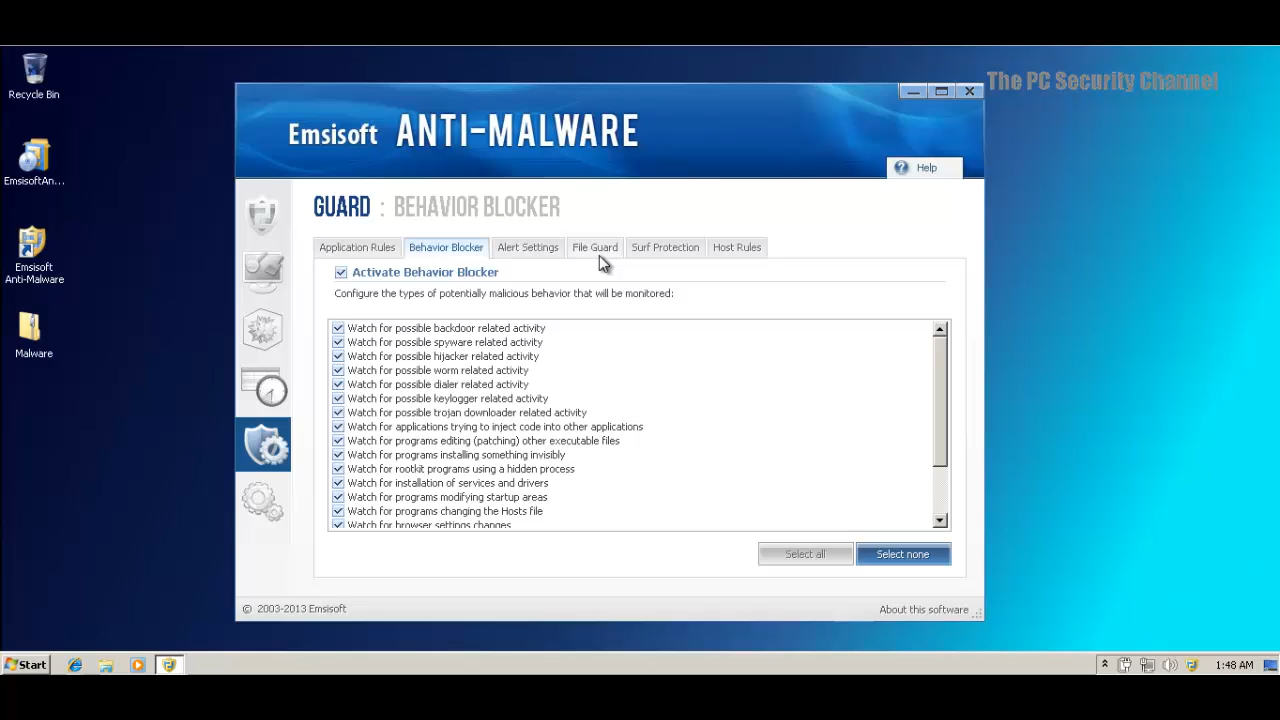 The PC Security Channel
Recycle Bin
EmsisoftAn...
Emsisoft
Anti-Malware
Malware
Emsisoft ANTI-MALWARE
Help
GUARD : BEHAVIOR BLOCKER
Application Rules Behavior Blocker Alert Settings File Guard Surf Protection Host Rules
Activate Behavior Blocker
Configure the types of potentially malicious behavior that will be monitored:
Watch for possible backdoor related activity
Watch for possible spyware related activity
Watch for possible hijacker related activity
Watch for possible worm related activity
Watch for possible dialer related activity
Watch for possible keylogger related activity
Watch for possible trojan downloader related activity
Watch for applications trying to inject code into other applications
Watch for programs editing (patching) other executable files
Watch for programs installing something invisibly
Watch for rootkit programs using a hidden process
Watch for installation of services and drivers
Watch for programs modifying startup areas
Watch for programs changing the Hosts file
Watch for browser settings changes
Select all Select none
© 2003-2013 Emsisoft About this software
Start 1:48 AM